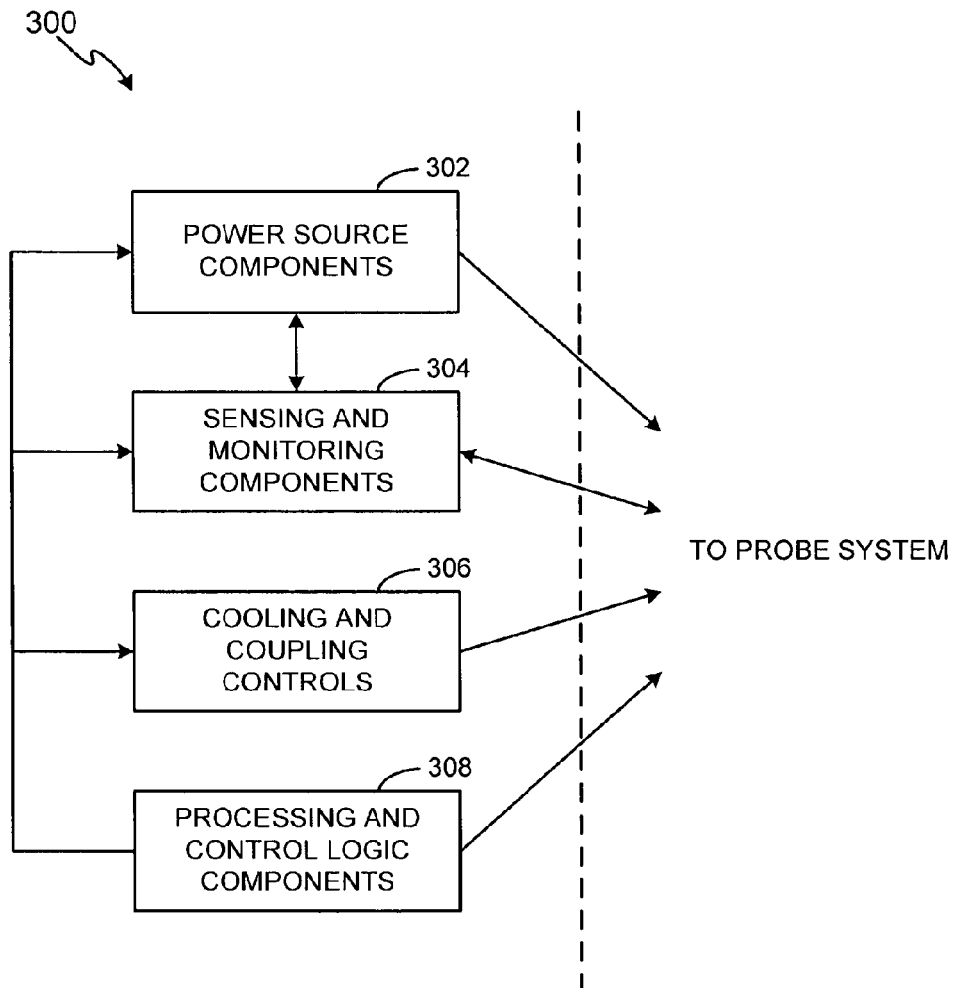 300
302
POWER SOURCE
COMPONENTS
304
SENSING AND
MONITORING
COMPONENTS
TO PROBE SYSTEM
306
COOLING AND
COUPLING
CONTROLS
308
PROCESSING AND
CONTROL LOGIC
COMPONENTS